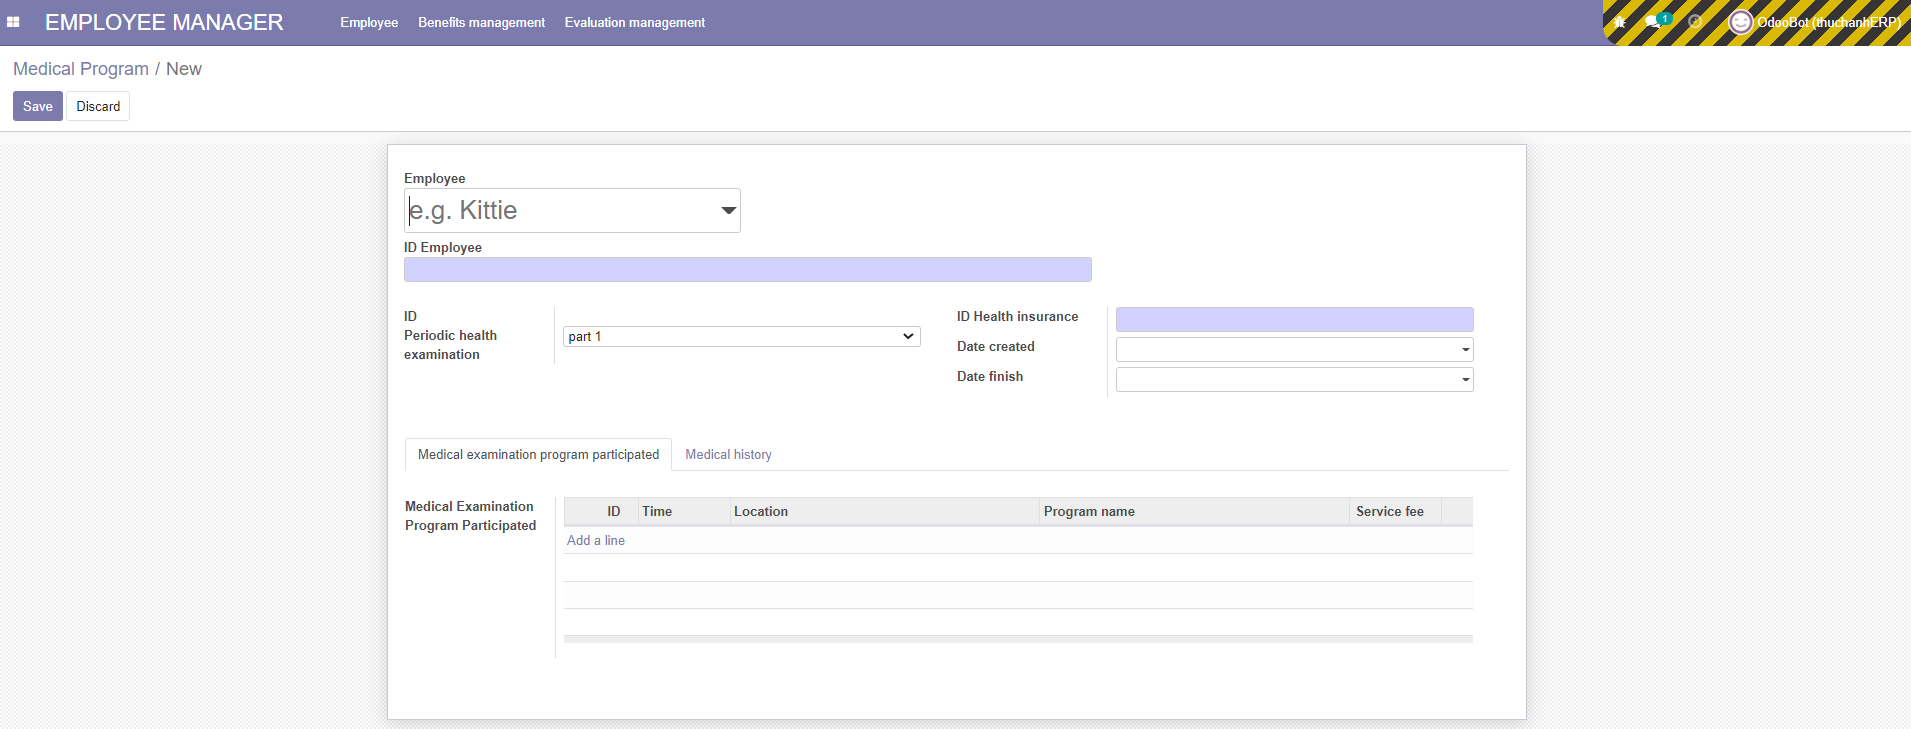 EMPLOYEE MANAGER Employee Benefits management Evaluation management 1 OdooBot (thuchanhERP)
Medical Program / New
Save Discard
Employee
e.g. Kittie
ID Employee
ID
Periodic health
examination
part 1
ID Health insurance
Date created
Date finish
Medical examination program participated Medical history
Medical Examination
Program Participated
ID Time Location Program name Service fee
Add a line